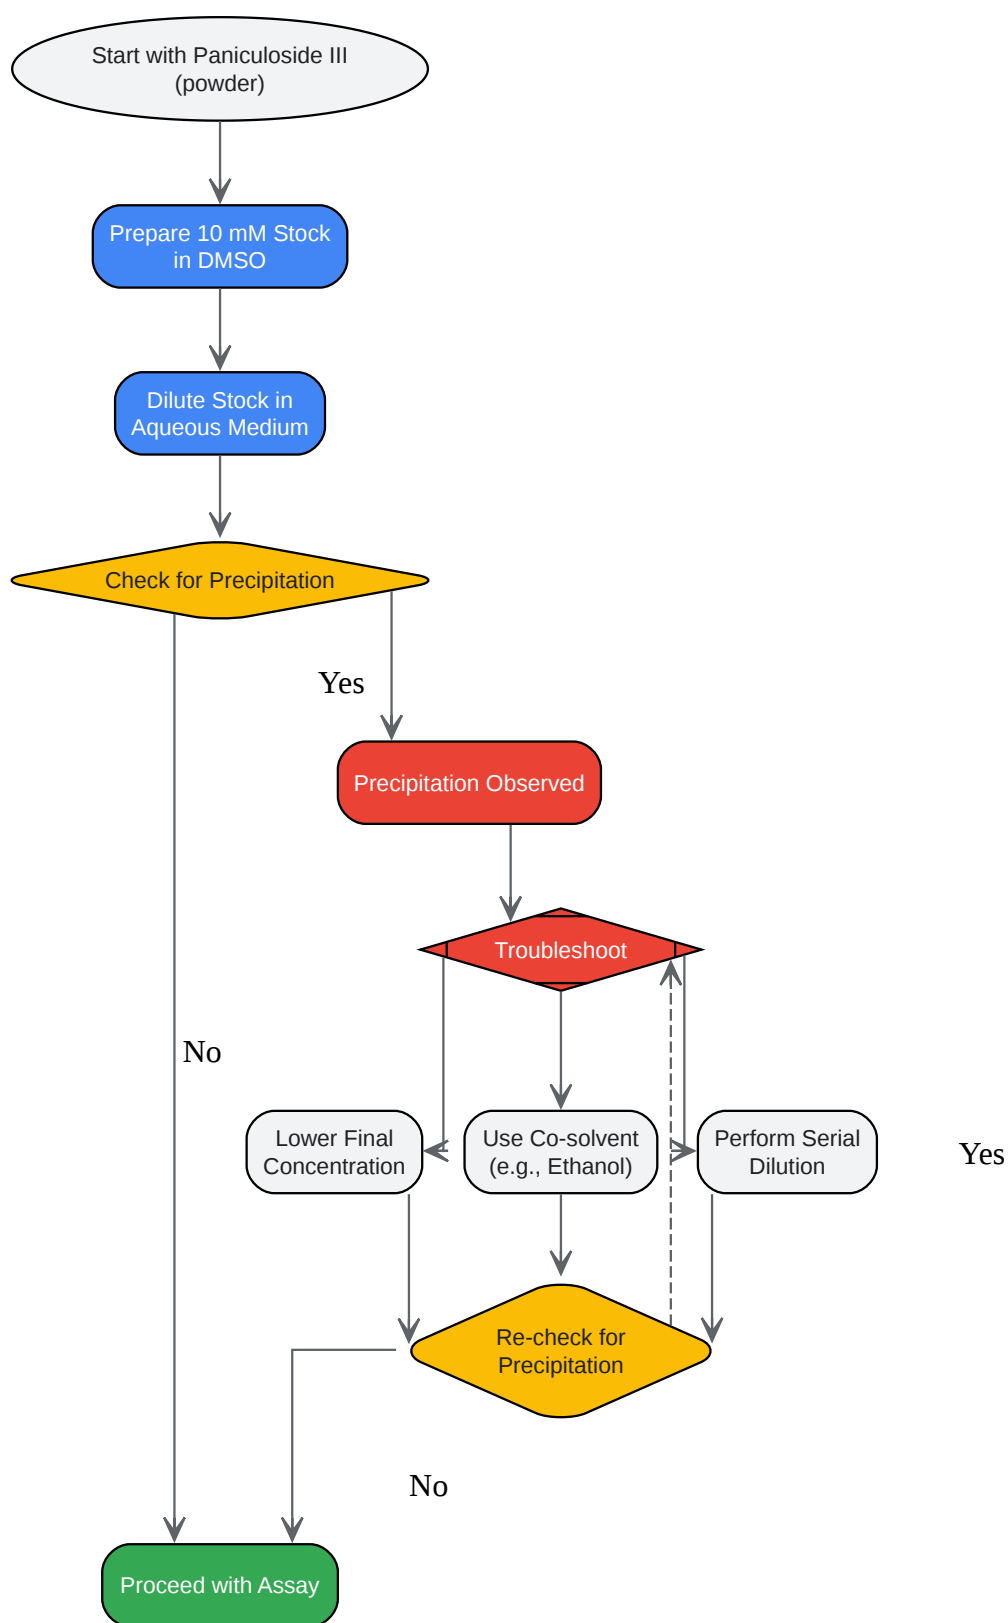 Start with Paniculoside III
(powder)
Prepare 10 mM Stock
in DMSO
Dilute Stock in
Aqueous Medium
Check for Precipitation
Yes
Precipitation Observed
Troubleshoot
No
Lower Final
Concentration
Use Co-solvent
(e.g., Ethanol)
Perform Serial
Dilution
Yes
Re-check for
Precipitation
No
Proceed with Assay